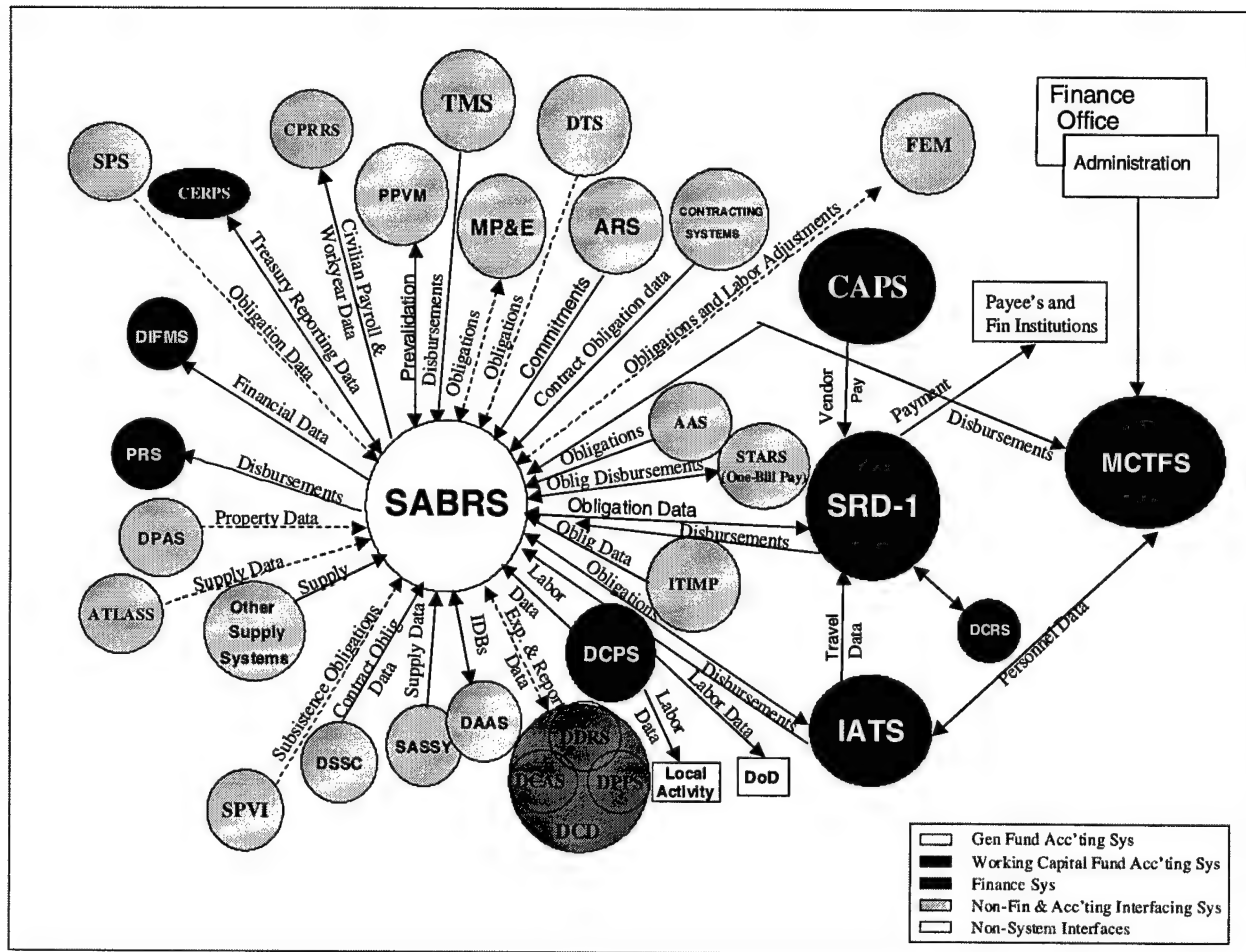 TMS
Finance
Office
Administration
CPRRS
DTS
FEM
SPS
CERPS
PPVM
MP&E
ARS
CONTRACTING
SYSTEMS
CAPS
Payee's and
Fin Institutions
DIFMS
Obligation Data
Treasury Reporting Data
Civilian Payroll &
Workyear Data
Prevalidation
Disbursements
Obligations
Obligations
Commitments
Contract Obligation data
Obligations and Labor Adjustments
Vendor
Pay
Payment
Disbursements
Financial Data
PRS
Disbursements
SABRS
Obligations
AAS
Oblig Disbursements
STARS
(One-Bill Pay)
MCTFS
SRD-1
Obligation Data
Disbursements
DPAS
Property Data
Oblig Data
ITIMP
Supply Data
ATLASS
Supply
Other
Supply
Systems
Obligations
Labor
Data
DCPS
Travel
Data
DCRS
Personnel Data
Subsistence Obligations
Contract Oblig
Data
Supply Data
IDBs
Exp. & Report
Data
Disbursements
Labor Data
Labor
Data
IATS
SPVI
DSSC
SASSY
DAAS
DDRS
DCAS
DPPS
DCD
Local
Activity
DoD
Gen Fund Acc'ting Sys
Working Capital Fund Acc'ting Sys
Finance Sys
Non-Fin & Acc'ting Interfacing Sys
Non-System Interfaces